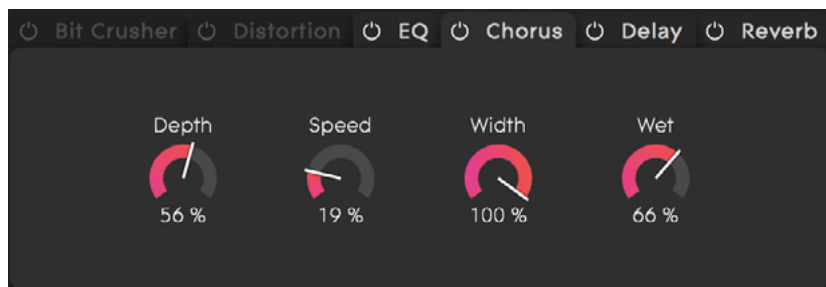 Bit Crusher Distortion EQ Chorus Delay Reverb
Depth Speed Width Wet
56 % 19 % 100 % 66 %